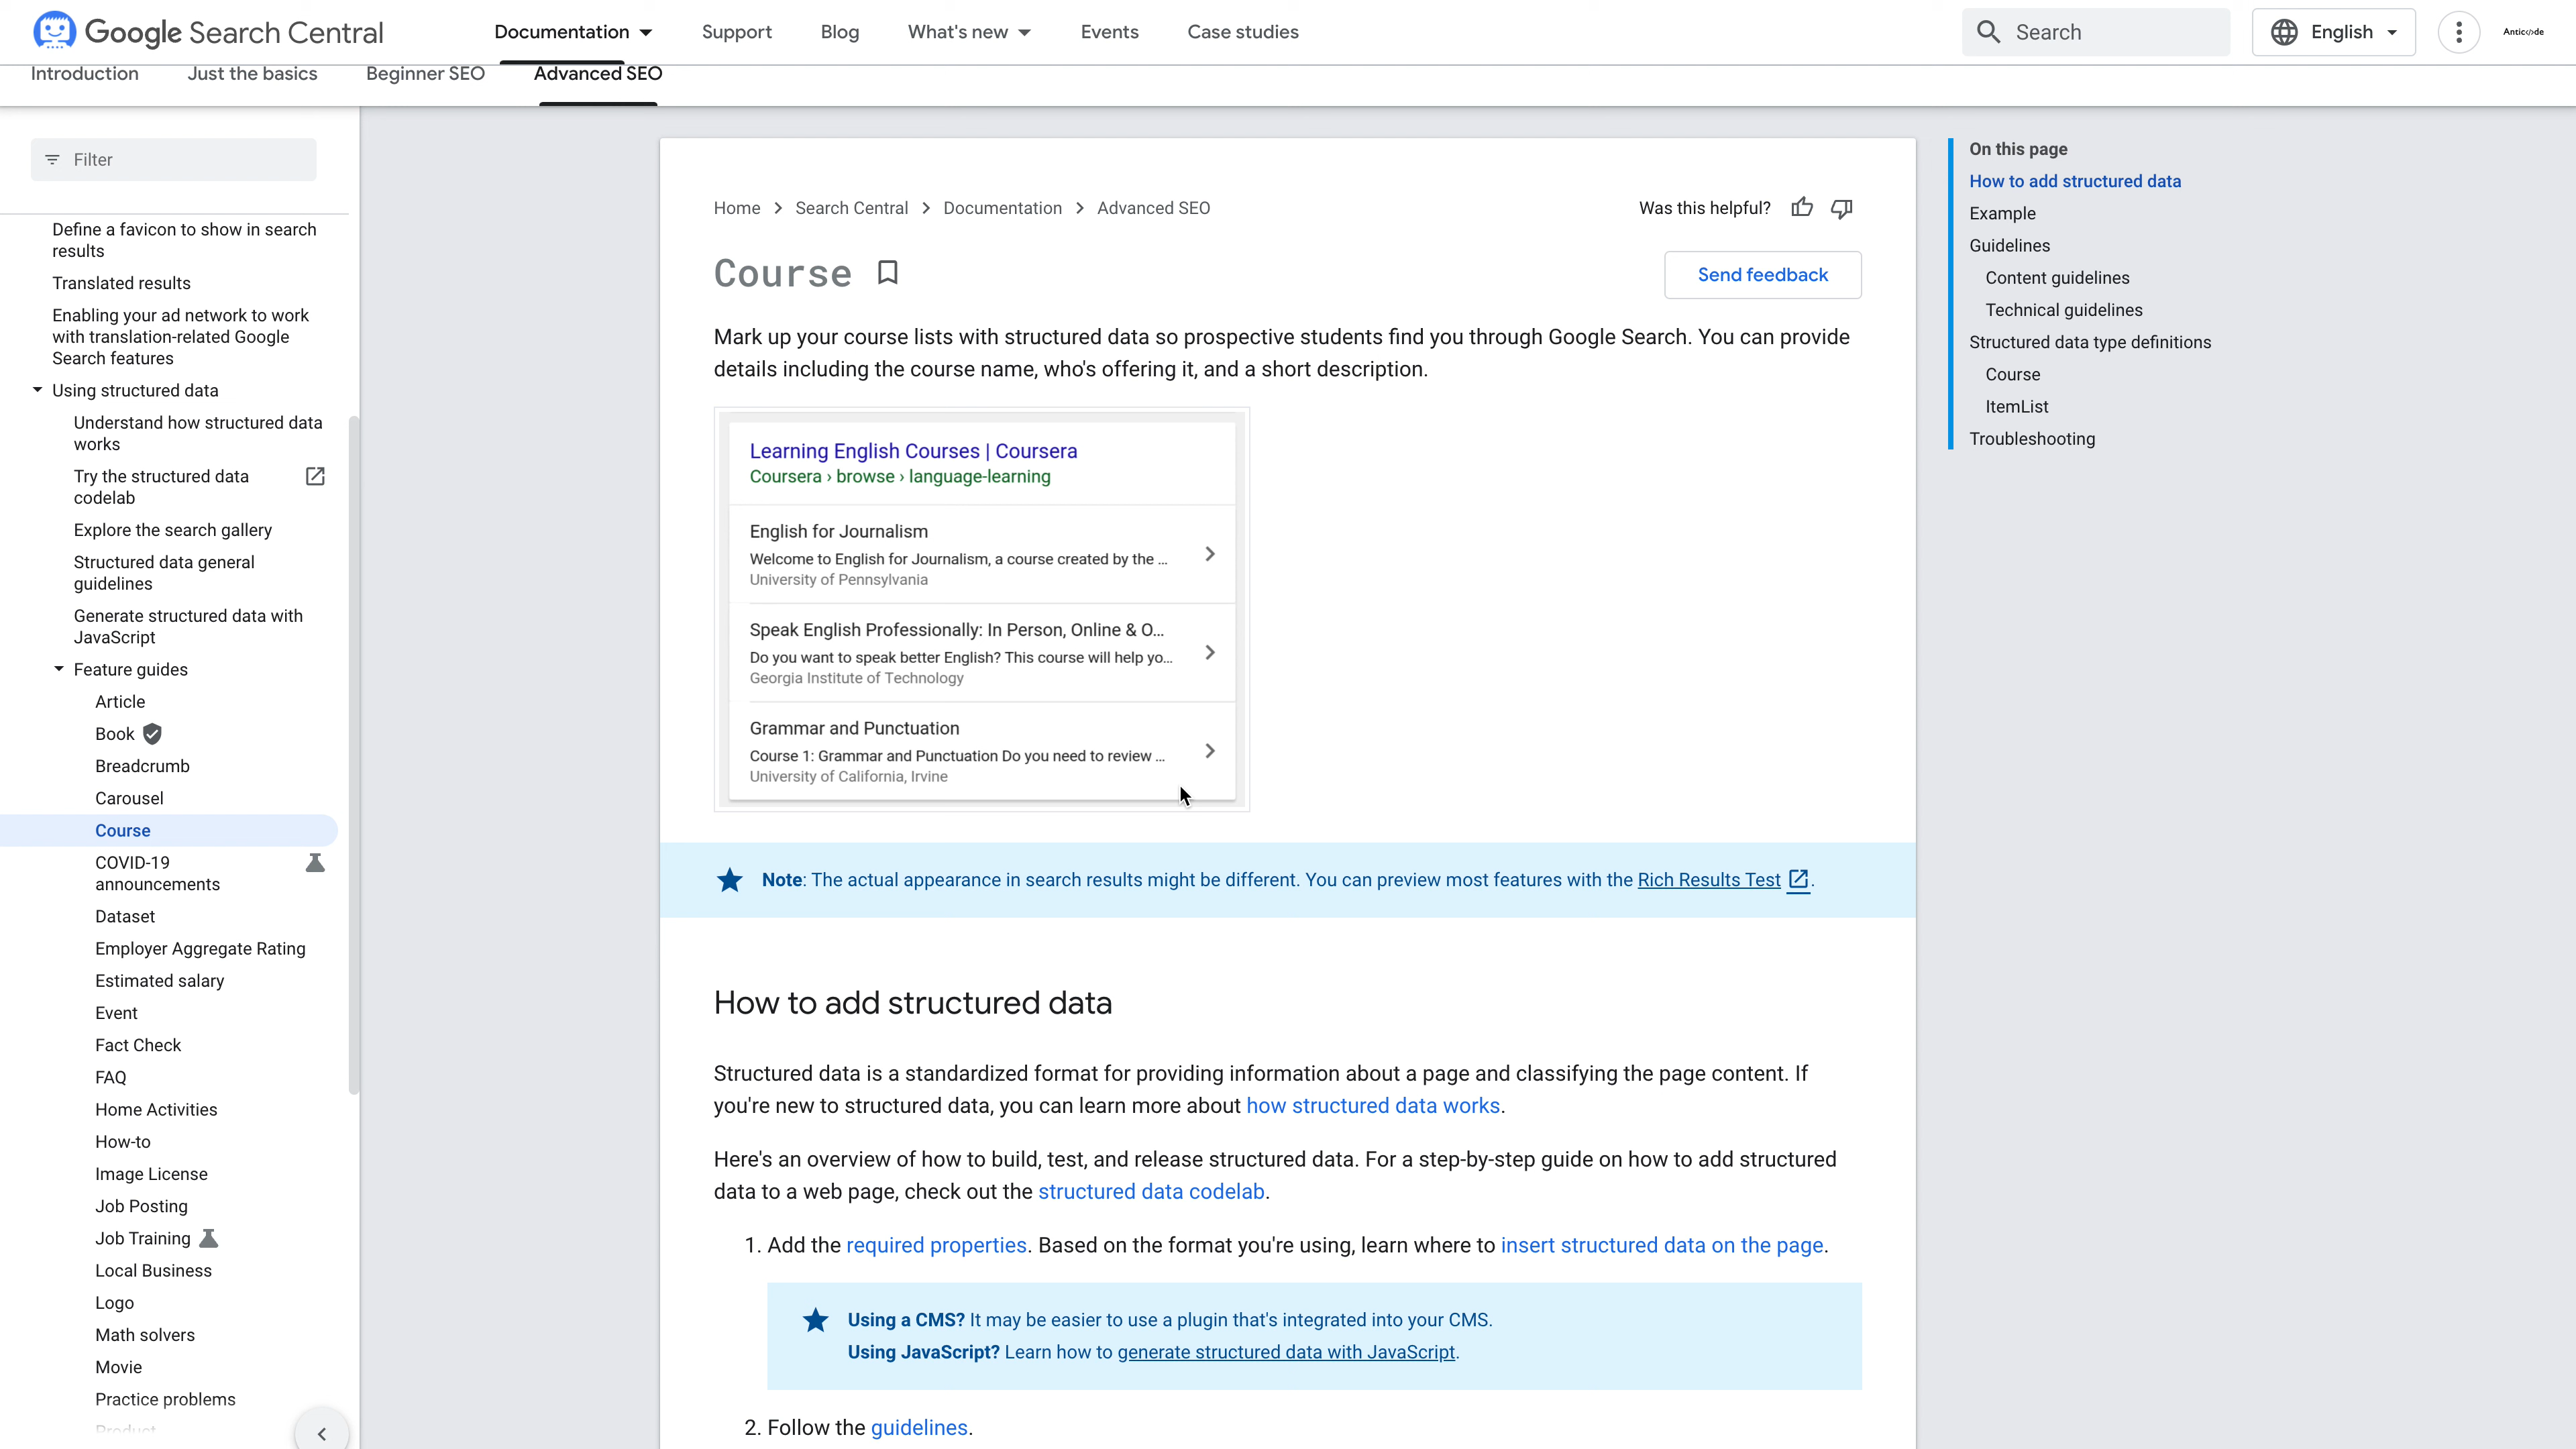 Google Search Central
Documentation
Support
Blog
What's new
Events
Case studies
Search
English
Antic</>de
Introduction
Just the basics
Beginner SEO
Advanced SEO
Filter
Define a favicon to show in search
results
Translated results
Enabling your ad network to work
with translation-related Google
Search features
Using structured data
Understand how structured data
works
Try the structured data
codelab
Explore the search gallery
Structured data general
guidelines
Generate structured data with
JavaScript
Feature guides
Article
Book
Breadcrumb
Carousel
Course
COVID-19
announcements
Dataset
Employer Aggregate Rating
Estimated salary
Event
Fact Check
FAQ
Home Activities
How-to
Image License
Job Posting
Job Training
Local Business
Logo
Math solvers
Movie
Practice problems
Product
Home > Search Central > Documentation > Advanced SEO
Was this helpful?
Course
Send feedback
Mark up your course lists with structured data so prospective students find you through Google Search. You can provide
details including the course name, who's offering it, and a short description.
Learning English Courses | Coursera
Coursera › browse › language-learning
English for Journalism
Welcome to English for Journalism, a course created by the ...
University of Pennsylvania
Speak English Professionally: In Person, Online & O...
Do you want to speak better English? This course will help yo...
Georgia Institute of Technology
Grammar and Punctuation
Course 1: Grammar and Punctuation Do you need to review ...
University of California, Irvine
Note: The actual appearance in search results might be different. You can preview most features with the Rich Results Test.
How to add structured data
Structured data is a standardized format for providing information about a page and classifying the page content. If
you're new to structured data, you can learn more about how structured data works.
Here's an overview of how to build, test, and release structured data. For a step-by-step guide on how to add structured
data to a web page, check out the structured data codelab.
1. Add the required properties. Based on the format you're using, learn where to insert structured data on the page.
Using a CMS? It may be easier to use a plugin that's integrated into your CMS.
Using JavaScript? Learn how to generate structured data with JavaScript.
2. Follow the guidelines.
On this page
How to add structured data
Example
Guidelines
Content guidelines
Technical guidelines
Structured data type definitions
Course
ItemList
Troubleshooting